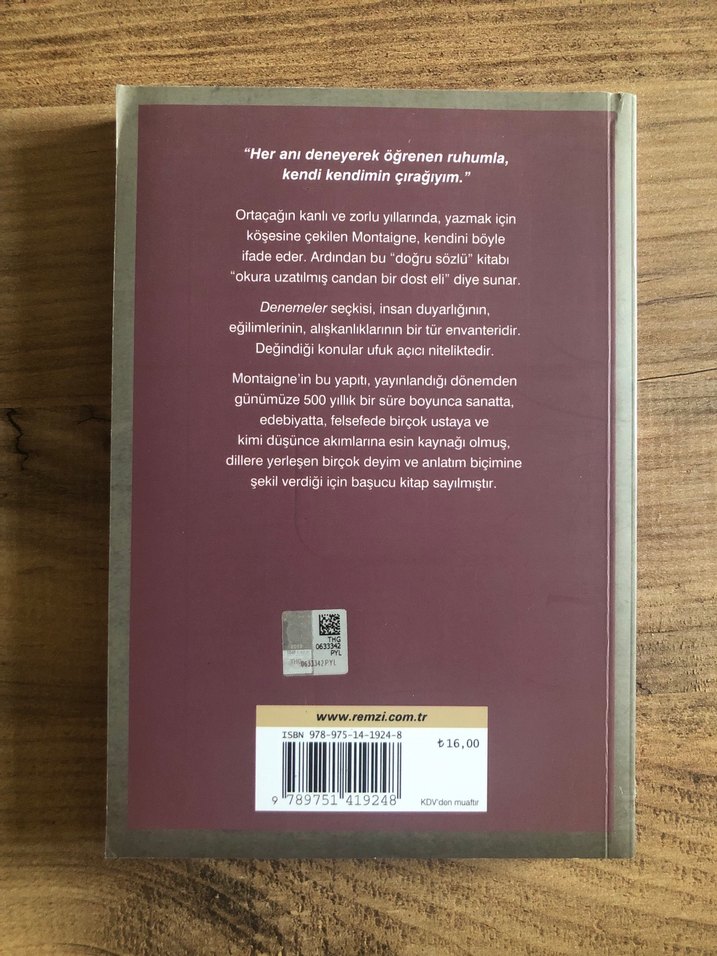 “Her anı deneyerek öğrenen ruhumla,
kendi kendimin çırağıyım.”
Ortaçağın kanlı ve zorlu yıllarında, yazmak için
köşesine çekilen Montaigne, kendini böyle
ifade eder. Ardından bu “doğru sözlü” kitabı
“okura uzatılmış candan bir dost eli” diye sunar.
Denemeler seçkisi, insan duyarlığının,
eğilimlerinin, alışkanlıklarının bir tür envanteridir.
Değindiği konular ufuk açıcı niteliktedir.
Montaigne’in bu yapıtı, yayınlandığı dönemden
günümüze 500 yıllık bir süre boyunca sanatta,
edebiyatta, felsefede birçok ustaya ve
kimi düşünce akımlarına esin kaynağı olmuş,
dillere yerleşen birçok deyim ve anlatım biçimine
şekil verdiği için başucu kitap sayılmıştır.
THG
0633342
PYL
0633342 PYL
www.remzi.com.tr
ISBN 978-975-14-1924-8
₺16,00
9 789751 419248
KDV'den muaftır